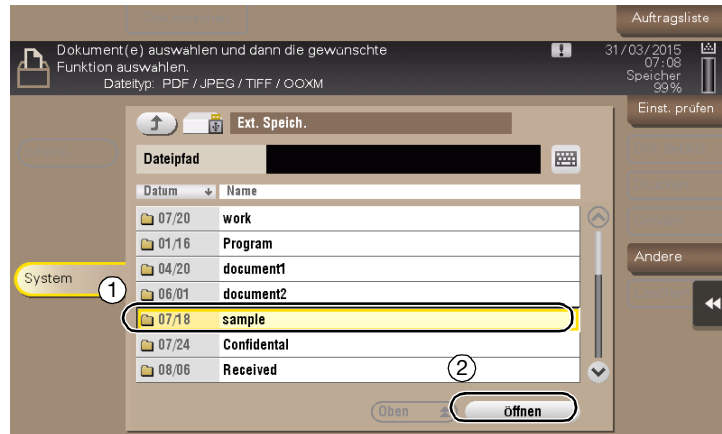 Auftragsliste
Dokument(e) auswählen und dann die gewünschte
Funktion auswählen.
Dateityp: PDF / JPEG / TIFF / OOXM
31/03/2015
07:08
Speicher
99%
Einst. prüfen
Ext. Speich.
Dateipfad
Datum Name
07/20 work
01/16 Program
04/20 document1
Andere
System
1
06/01 document2
07/18 sample
07/24 Confidental
08/06 Received
2
Oben
Öffnen